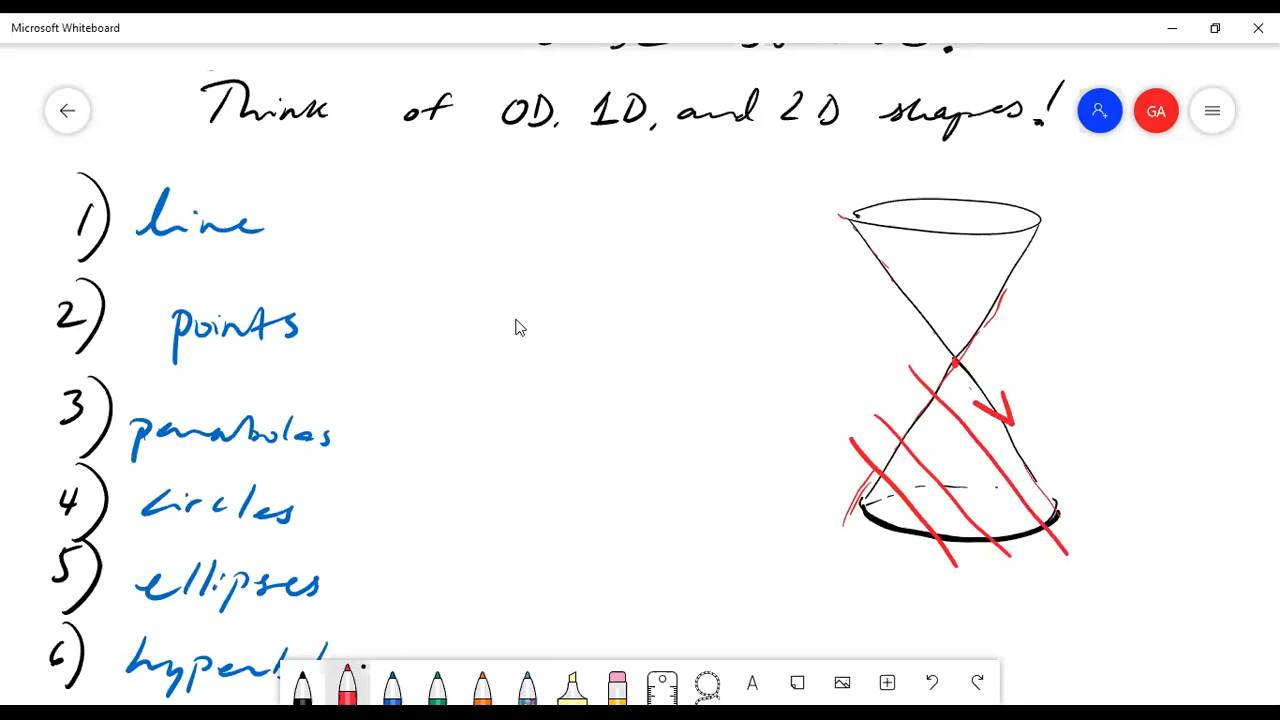 Microsoft Whiteboard
Think of 0D, 1D, and 2D shapes!
GA
1) line
2) points
3) parabolas
4) circles
5) ellipses
6)
A